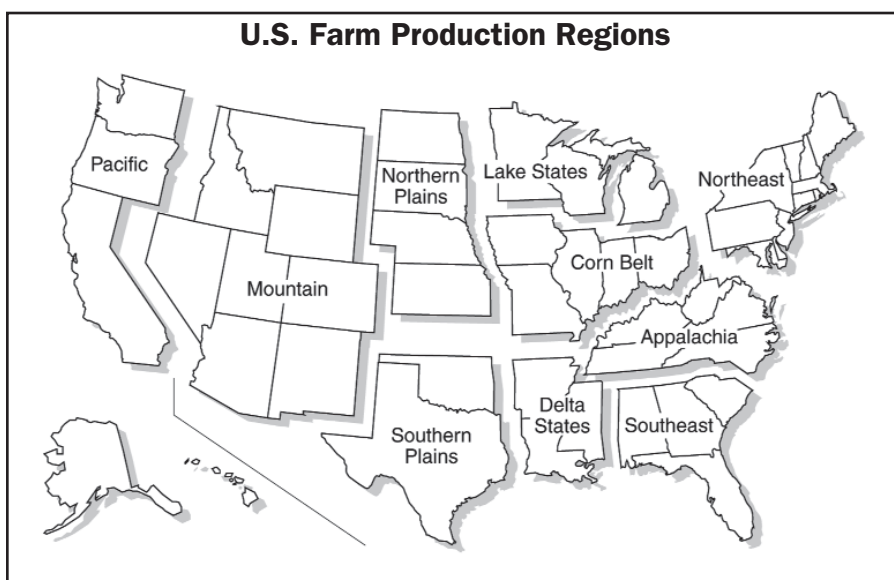 U.S. Farm Production Regions
Pacific
Northern
Plains
Lake States
Northeast
Corn Belt
Mountain
Appalachia
Delta
States
Southeast
Southern
Plains